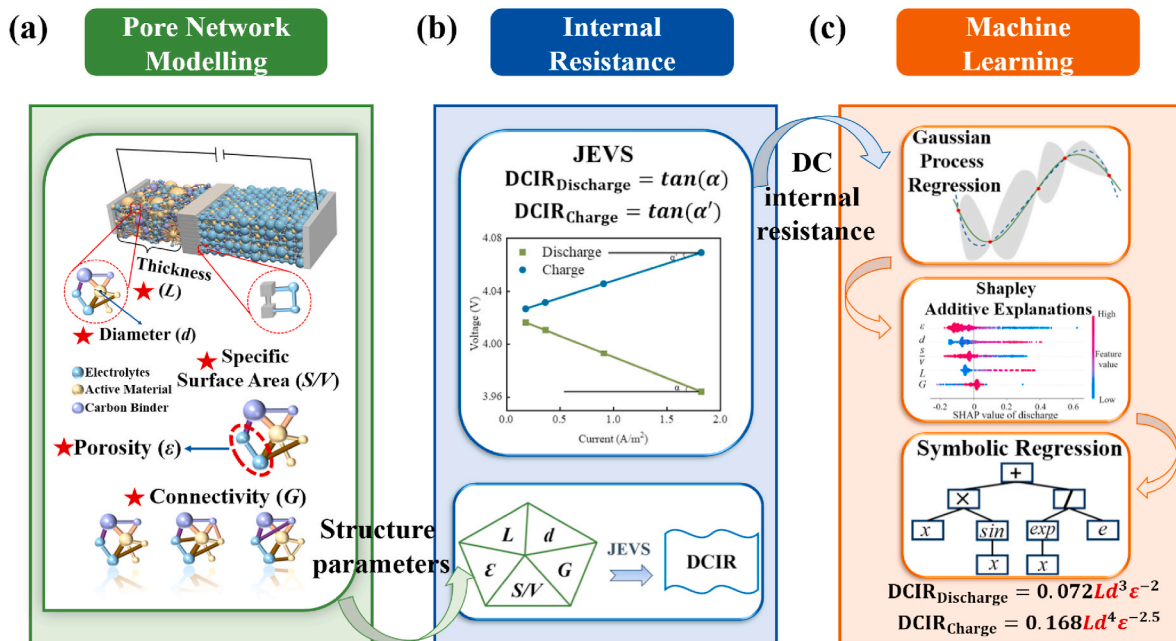 (a)
Pore Network
Modelling
Thickness
(L)
Diameter (d)
Specific
Surface Area (S/V)
Electrolytes
Active Material
Carbon Binder
Porosity (ε)
Connectivity (G)
Structure
parameters
(b)
Internal
Resistance
JEVS
DCIR_Discharge = tan(α)
DCIR_Charge = tan(α′)
4.08
4.04
4.00
3.96
Voltage (V)
Discharge
Charge
α′
α
0.0 0.5 1.0 1.5 2.0
Current (A/m²)
L d
ε G
S/V
JEVS
DCIR
DC
internal
resistance
(c)
Machine
Learning
Gaussian
Process
Regression
Shapley
Additive Explanations
High
Feature
value
Low
ε
d
s/v
L
G
-0.2 0 0.2 0.4 0.6
SHAP value of discharge
Symbolic Regression
+
× /
x sin exp e
x x
DCIR_Discharge = 0.072Ld³ε⁻²
DCIR_Charge = 0.168Ld⁴ε⁻²·⁵